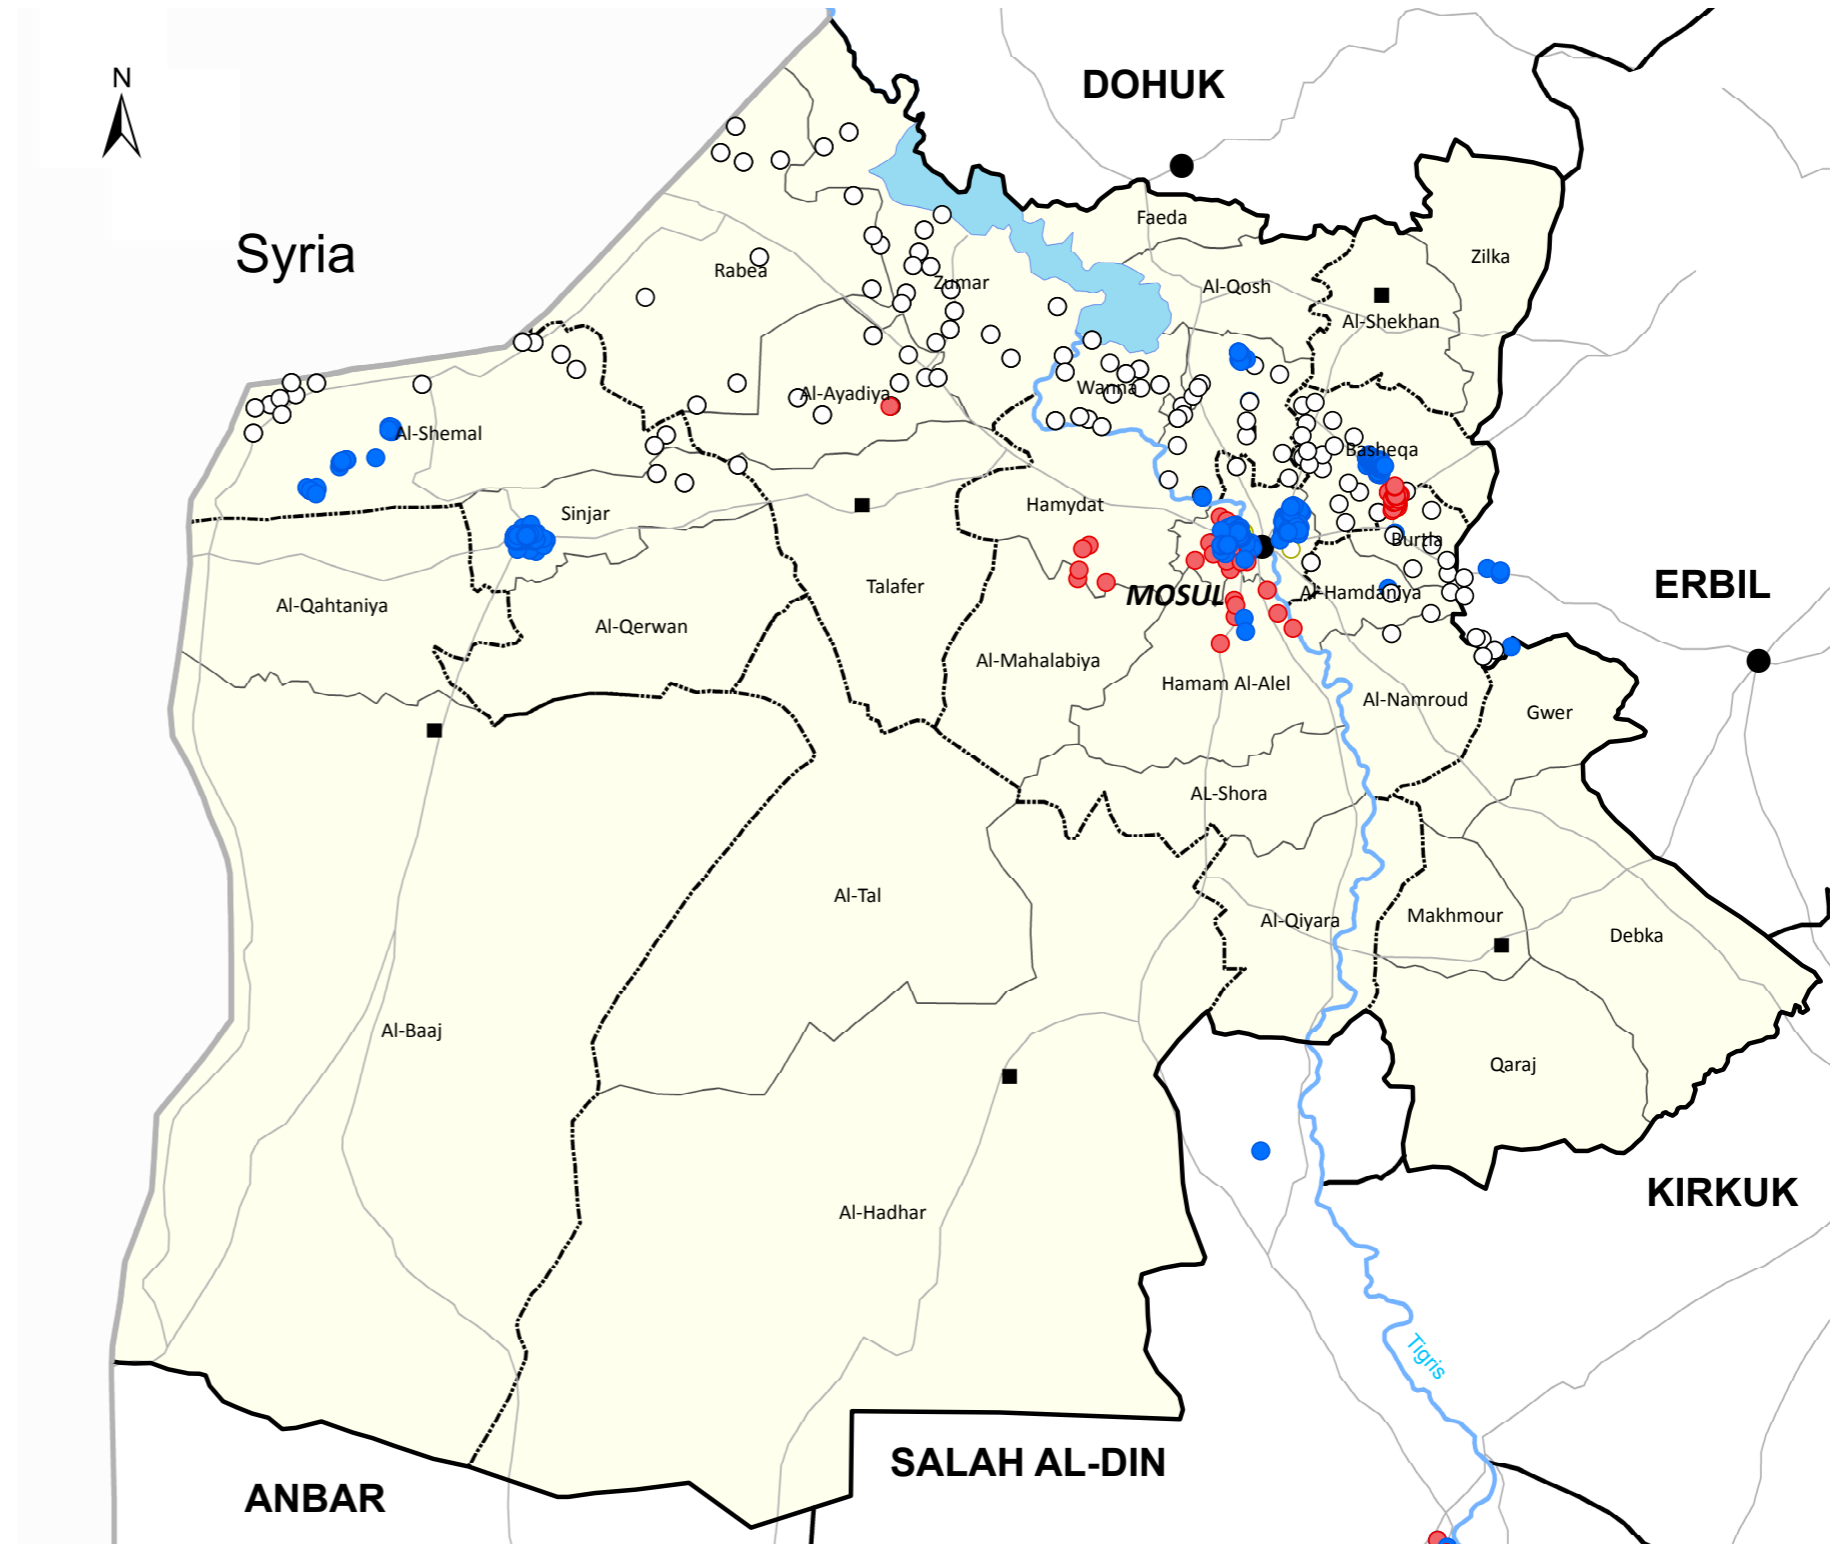 N
DOHUK
Faeda
Syria
Zilka
Rabea
Zumar
Al-Qosh
Al-Shekhan
Wanna
Al-Ayadiya
Al-Shemal
Basheqa
Hamydat
Sinjar
Burtla
ERBIL
Talafer
MOSUL
Al-Hamdaniya
Al-Qahtaniya
Al-Qerwan
Al-Mahalabiya
Hamam Al-Alel
Al-Namroud
Gwer
AL-Shora
Al-Tal
Al-Qiyara
Makhmour
Debka
Al-Baaj
Qaraj
KIRKUK
Al-Hadhar
Tigris
SALAH AL-DIN
ANBAR